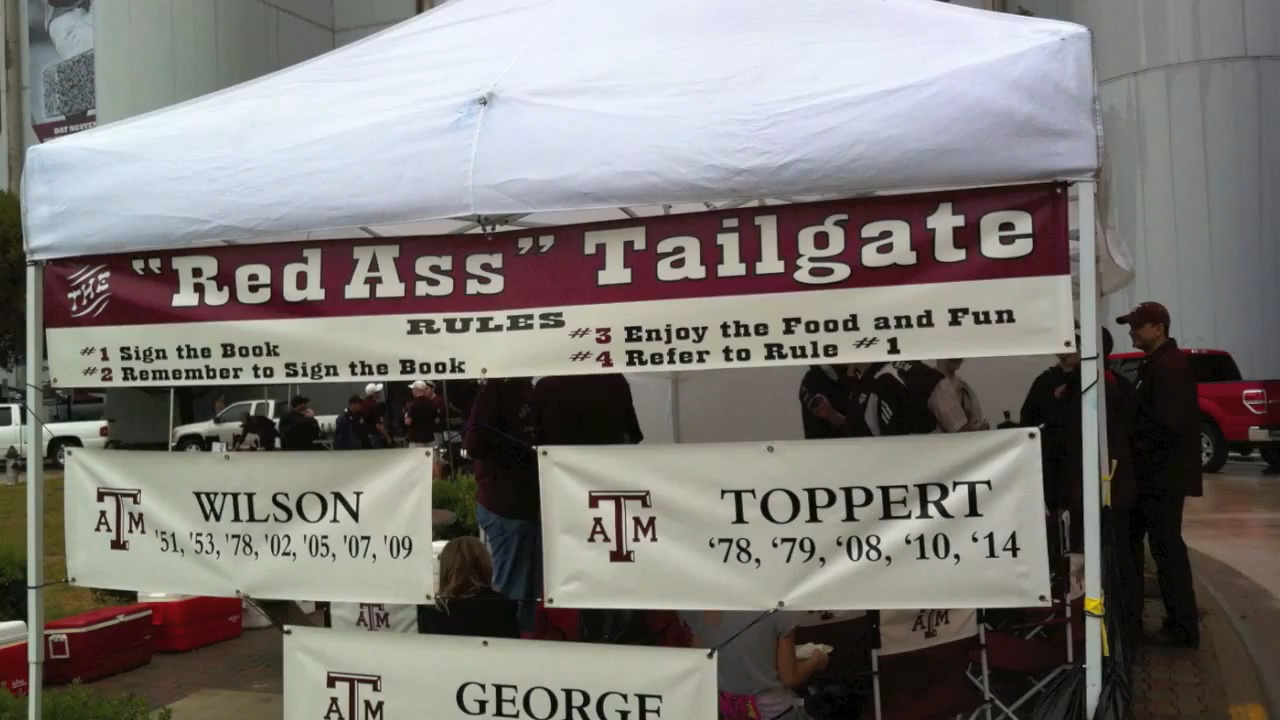 THE "Red Ass" Tailgate
RULES
#1 Sign the Book
#2 Remember to Sign the Book
#3 Enjoy the Food and Fun
#4 Refer to Rule #1
ATM WILSON
'51, '53, '78, '02, '05, '07, '09
ATM TOPPERT
‘78, ‘79, ‘08, ‘10, ‘14
ATM
ATM
ATM GEORGE